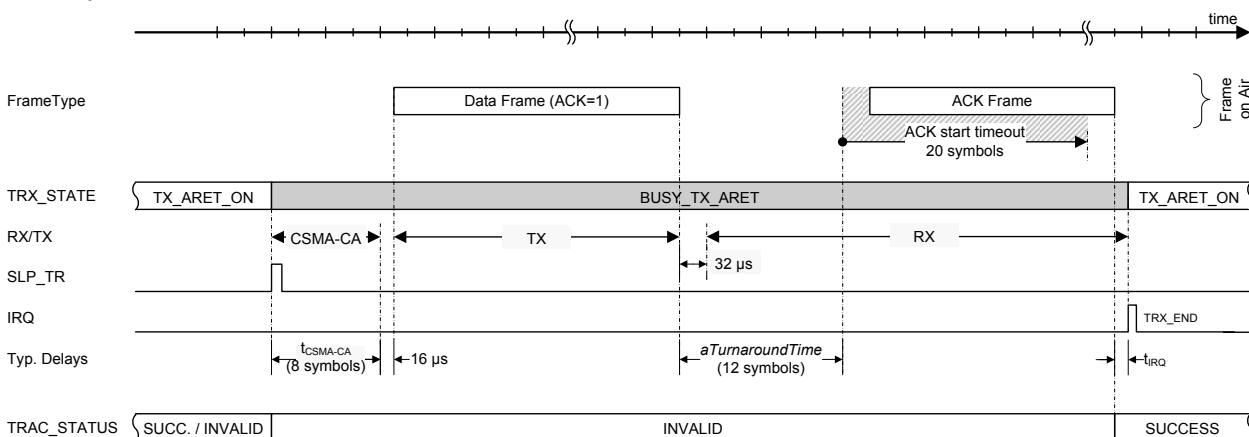 time
FrameType
Data Frame (ACK=1)
ACK Frame
Frame
on Air
ACK start timeout
20 symbols
TRX_STATE
TX_ARET_ON
BUSY_TX_ARET
TX_ARET_ON
RX/TX
CSMA-CA
TX
RX
32 µs
SLP_TR
IRQ
TRX_END
Typ. Delays
tCSMA-CA
(8 symbols)
16 µs
aTurnaroundTime
(12 symbols)
tIRQ
TRAC_STATUS
SUCC. / INVALID
INVALID
SUCCESS